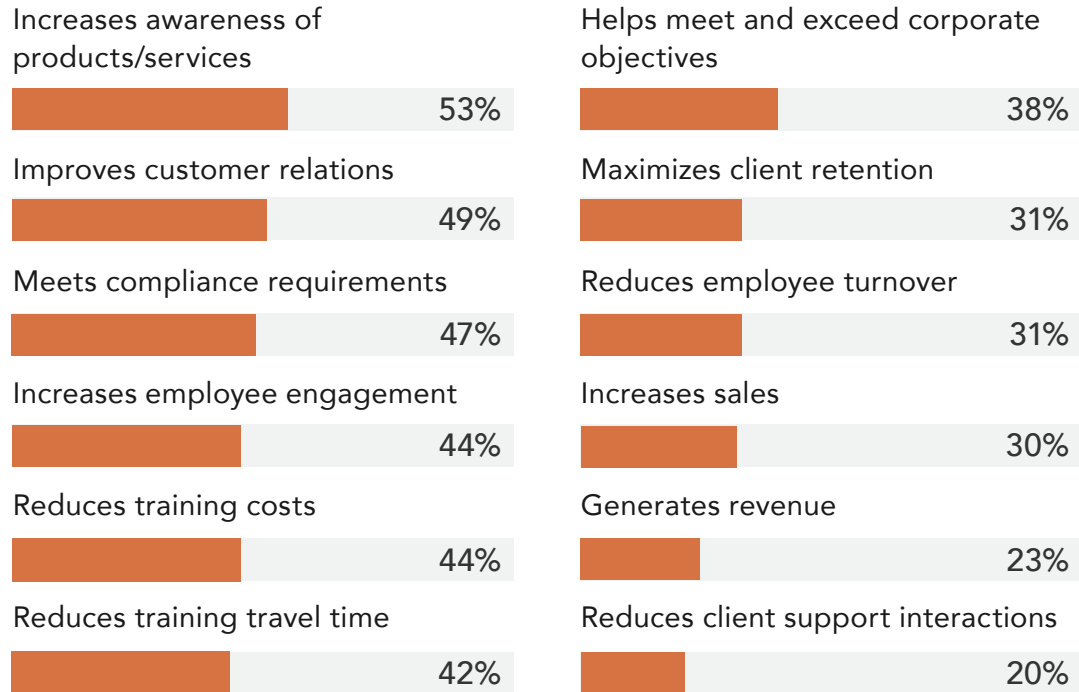 Increases awareness of
products/services
53%
Improves customer relations
49%
Meets compliance requirements
47%
Increases employee engagement
44%
Reduces training costs
44%
Reduces training travel time
42%
Helps meet and exceed corporate
objectives
38%
Maximizes client retention
31%
Reduces employee turnover
31%
Increases sales
30%
Generates revenue
23%
Reduces client support interactions
20%